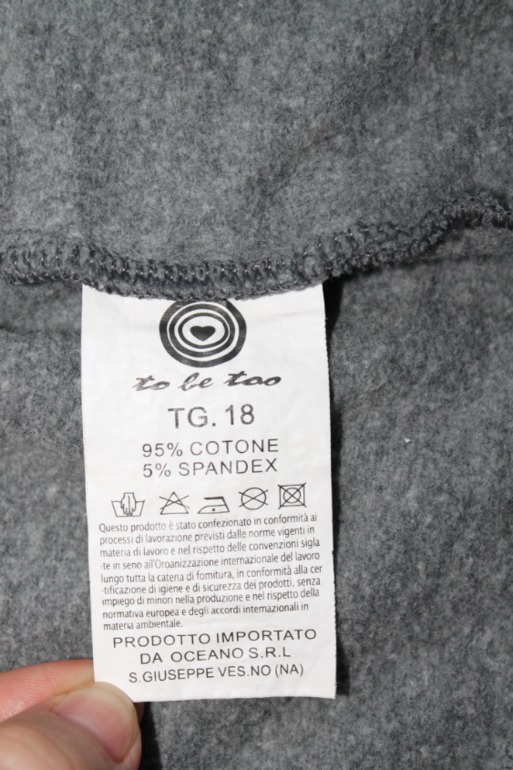 to be too
TG. 18
95% COTONE
5% SPANDEX
Questo prodotto è stato confezionato in conformità ai
processi di lavorazione previsti dalle norme vigenti in
materia di lavoro e nel rispetto delle convenzioni sigla
-te in seno all'Oroanizzazione internazionale del lavoro
lungo tutta la catena di fomitura, in conformità alla cer
-tificazione di igiene e di sicurezza dei prodotti, senza
impiego di minori nella produzione e nel rispetto della
normativa europea e degli accordi internazionali in
materia ambientale.
PRODOTTO IMPORTATO
DA OCEANO S.R.L
S.GIUSEPPE VES.NO (NA)